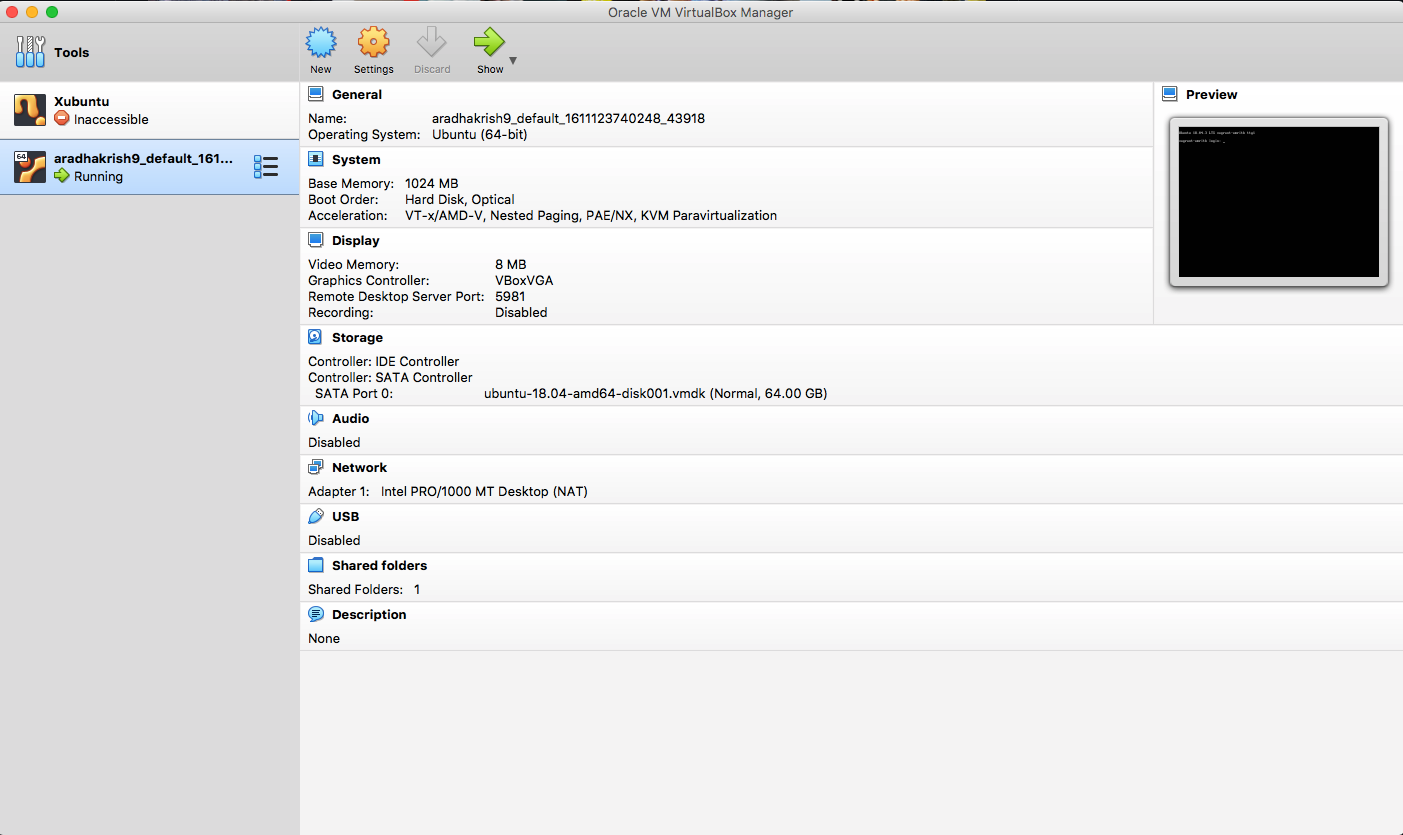 Oracle VM VirtualBox Manager
Tools
New
Settings
Discard
Show
Xubuntu
Inaccessible
64
aradhakrish9_default_161...
Running
General
Name: aradhakrish9_default_1611123740248_43918
Operating System: Ubuntu (64-bit)
System
Base Memory: 1024 MB
Boot Order: Hard Disk, Optical
Acceleration: VT-x/AMD-V, Nested Paging, PAE/NX, KVM Paravirtualization
Display
Video Memory: 8 MB
Graphics Controller: VBoxVGA
Remote Desktop Server Port: 5981
Recording: Disabled
Preview
Storage
Controller: IDE Controller
Controller: SATA Controller
SATA Port 0: ubuntu-18.04-amd64-disk001.vmdk (Normal, 64.00 GB)
Audio
Disabled
Network
Adapter 1: Intel PRO/1000 MT Desktop (NAT)
USB
Disabled
Shared folders
Shared Folders: 1
Description
None